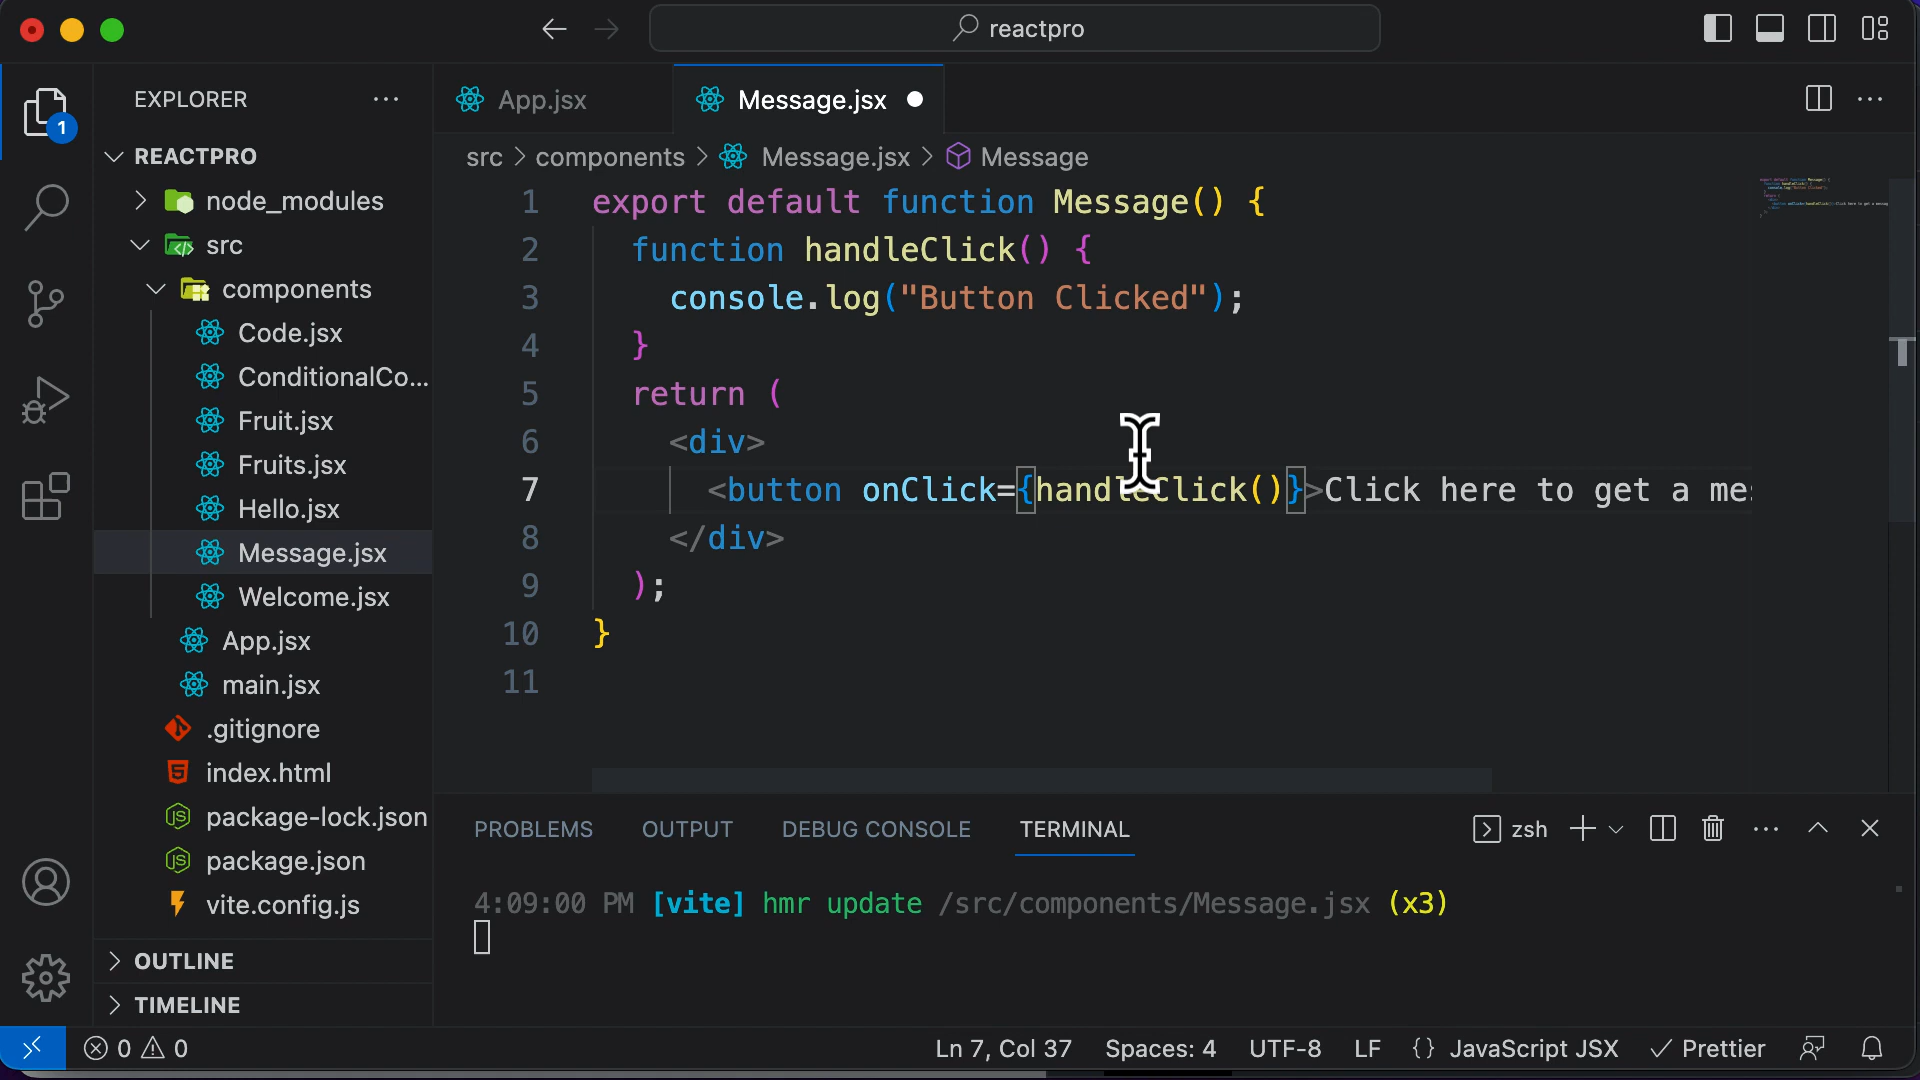 reactpro
EXPLORER
App.jsx
Message.jsx
1
REACTPRO
src
components
Message.jsx
Message
node_modules
src
components
Code.jsx
ConditionalCo...
Fruit.jsx
Fruits.jsx
Hello.jsx
Message.jsx
Welcome.jsx
App.jsx
main.jsx
.gitignore
index.html
package-lock.json
package.json
vite.config.js
OUTLINE
TIMELINE
1 export default function Message() {
2 function handleClick() {
3 console.log("Button Clicked");
4 }
5 return (
6 <div>
7 <button onClick={handleClick()}>Click here to get a mes
8 </div>
9 );
10 }
11
PROBLEMS OUTPUT DEBUG CONSOLE TERMINAL
zsh
4:09:00 PM [vite] hmr update /src/components/Message.jsx (x3)
0 0
Ln 7, Col 37 Spaces: 4 UTF-8 LF {} JavaScript JSX Prettier